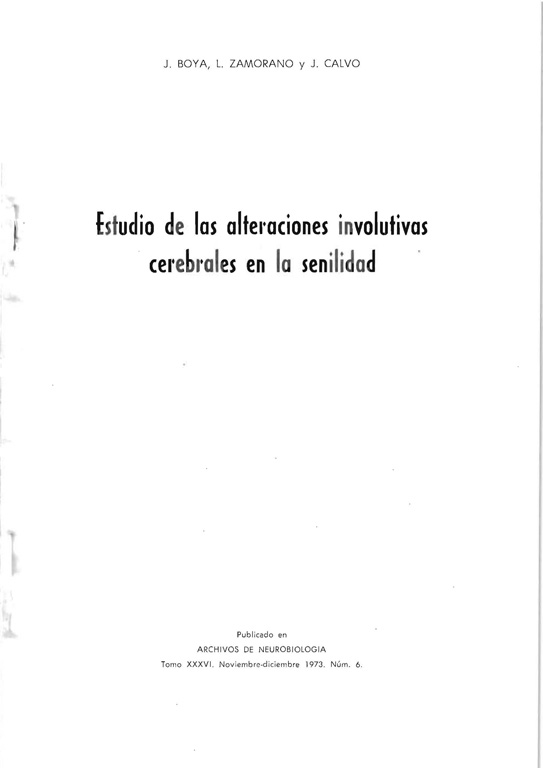 J. BOYA, L. ZAMORANO y J. CALVO
Estudio de las alteraciones involutivas
cerebrales en la senilidad
Publicado en
ARCHIVOS DE NEUROBIOLOGIA
Tomo XXXVI. Noviembre-diciembre 1973. Núm. 6.